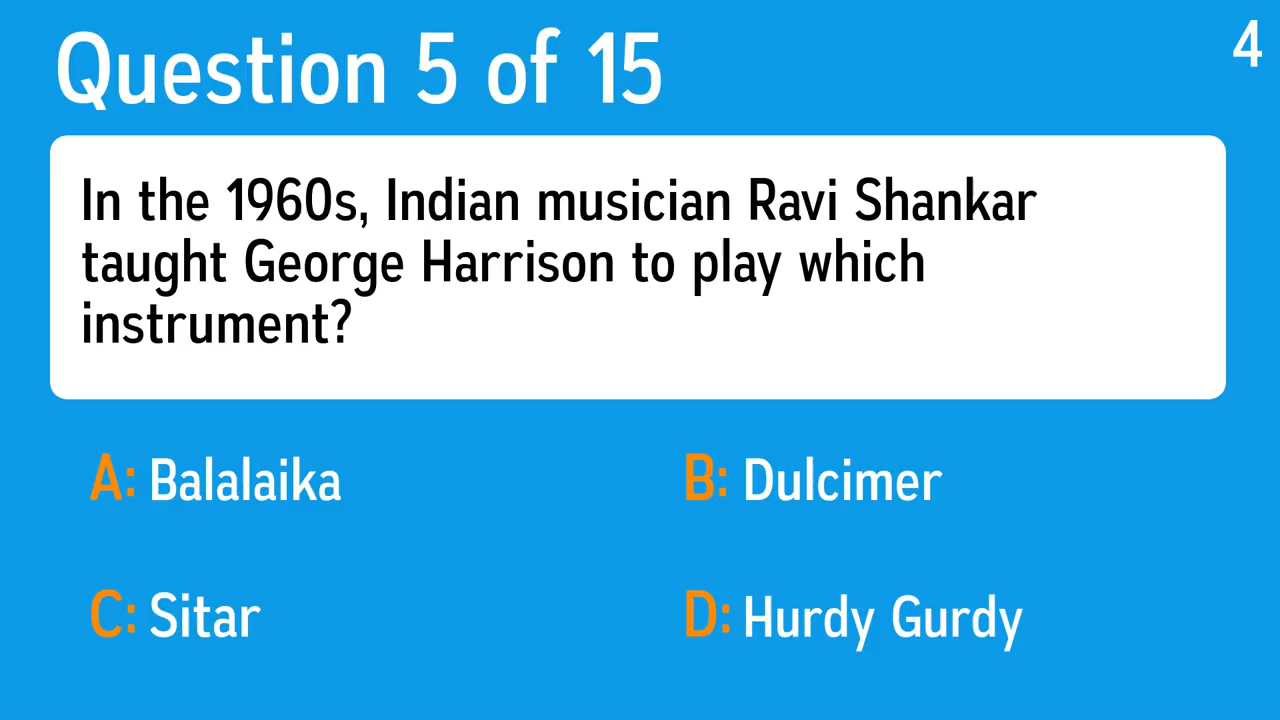 Question 5 of 15
4
In the 1960s, Indian musician Ravi Shankar
taught George Harrison to play which
instrument?
A: Balalaika
B: Dulcimer
C: Sitar
D: Hurdy Gurdy